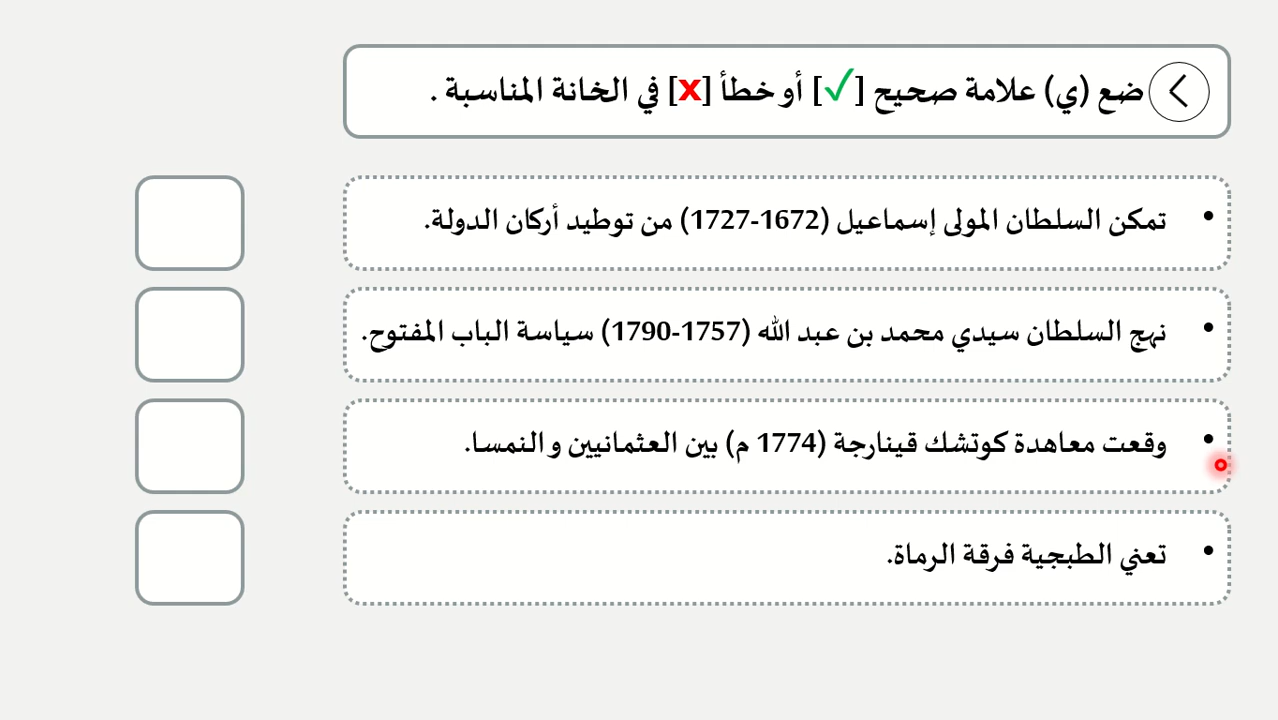 ضع (ي) علامة صحيح [✓] أو خطأ [x] في الخانة المناسبة .
• تمكن السلطان المولى إسماعيل (1672-1727) من توطيد أركان الدولة.
• نهج السلطان سيدي محمد بن عبد الله (1757-1790) سياسة الباب المفتوح.
• وقعت معاهدة كوتشك قينارجة (1774 م) بين العثمانيين والنمسا.
• تعني الطبجية فرقة الرماة.